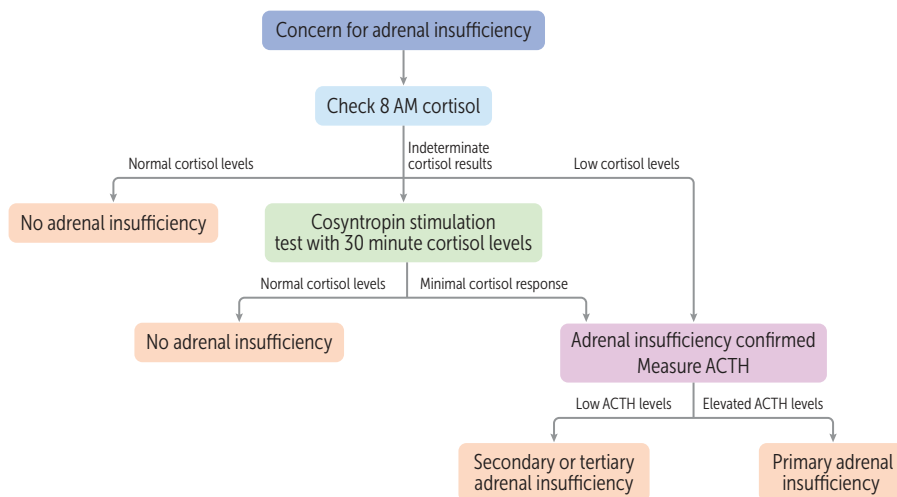 Concern for adrenal insufficiency
Check 8 AM cortisol
Normal cortisol levels
Indeterminate
cortisol results
Low cortisol levels
No adrenal insufficiency
Cosyntropin stimulation
test with 30 minute cortisol levels
Normal cortisol levels
Minimal cortisol response
No adrenal insufficiency
Adrenal insufficiency confirmed
Measure ACTH
Low ACTH levels
Elevated ACTH levels
Secondary or tertiary
adrenal insufficiency
Primary adrenal
insufficiency